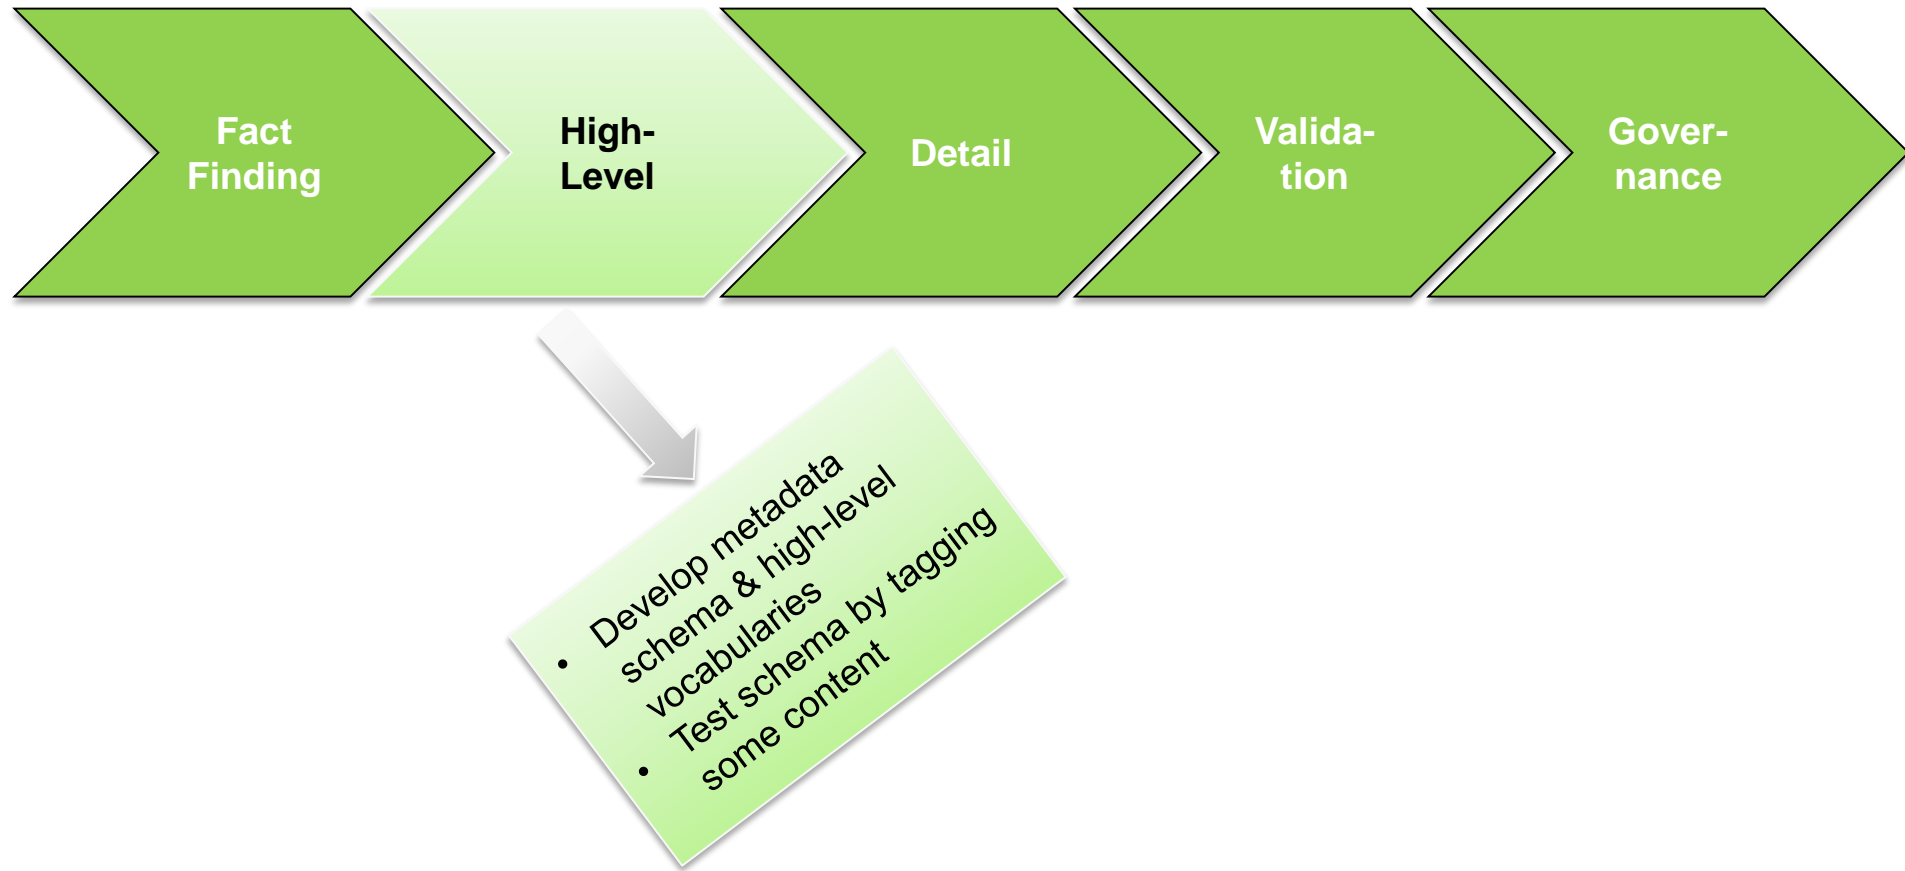 Fact
Finding
High-
Level
Detail
Valida-
tion
Gover-
nance
• Develop metadata
schema & high-level
vocabularies
• Test schema by tagging
some content